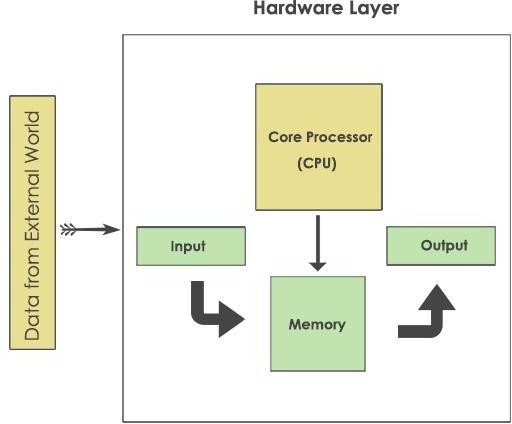 Hardware Layer
Data from External World
Core Processor
(CPU)
Input
Output
Memory